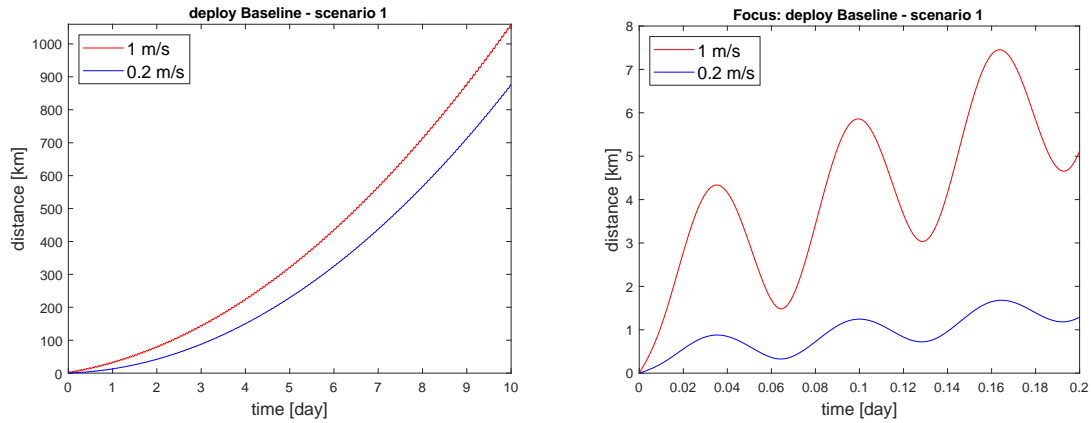 deploy Baseline - scenario 1
1000
900
800
700
600
500
400
300
200
100
0
distance [km]
1 m/s
0.2 m/s
0 1 2 3 4 5 6 7 8 9 10
time [day]
Focus: deploy Baseline - scenario 1
8
7
6
5
4
3
2
1
0
distance [km]
1 m/s
0.2 m/s
0 0.02 0.04 0.06 0.08 0.1 0.12 0.14 0.16 0.18 0.2
time [day]